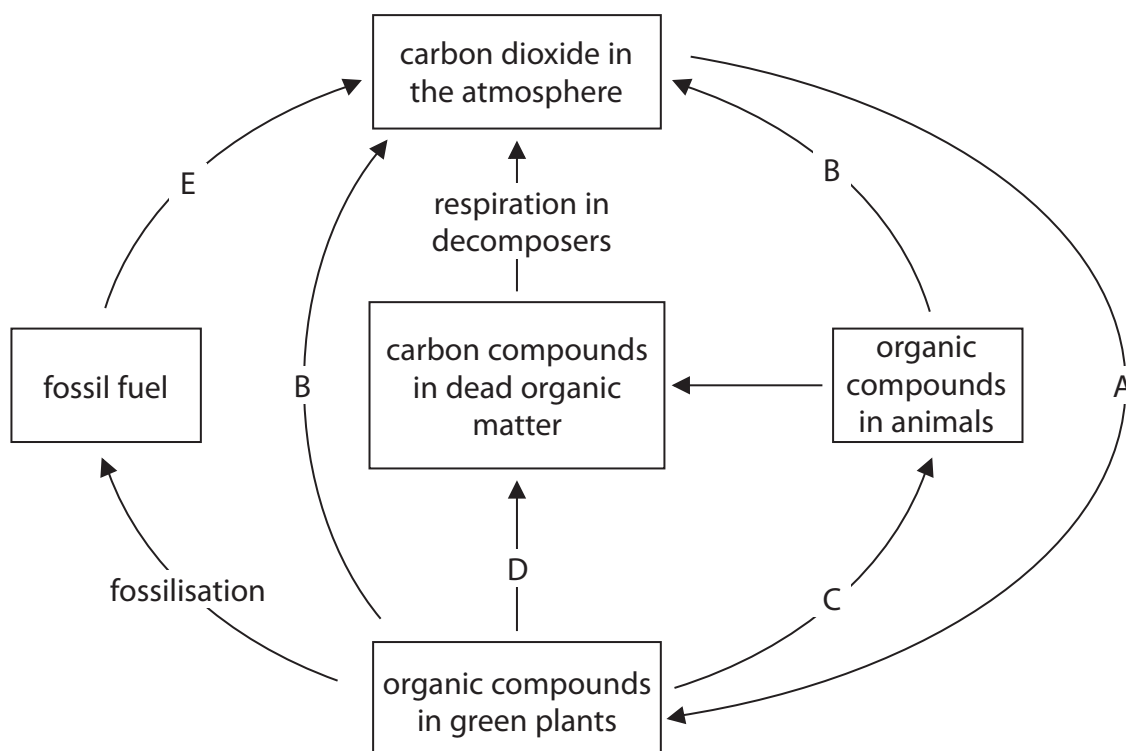 carbon dioxide in
the atmosphere
E
B
respiration in
decomposers
fossil fuel
B
carbon compounds
in dead organic
matter
organic
compounds
in animals
A
fossilisation
D
C
organic compounds
in green plants